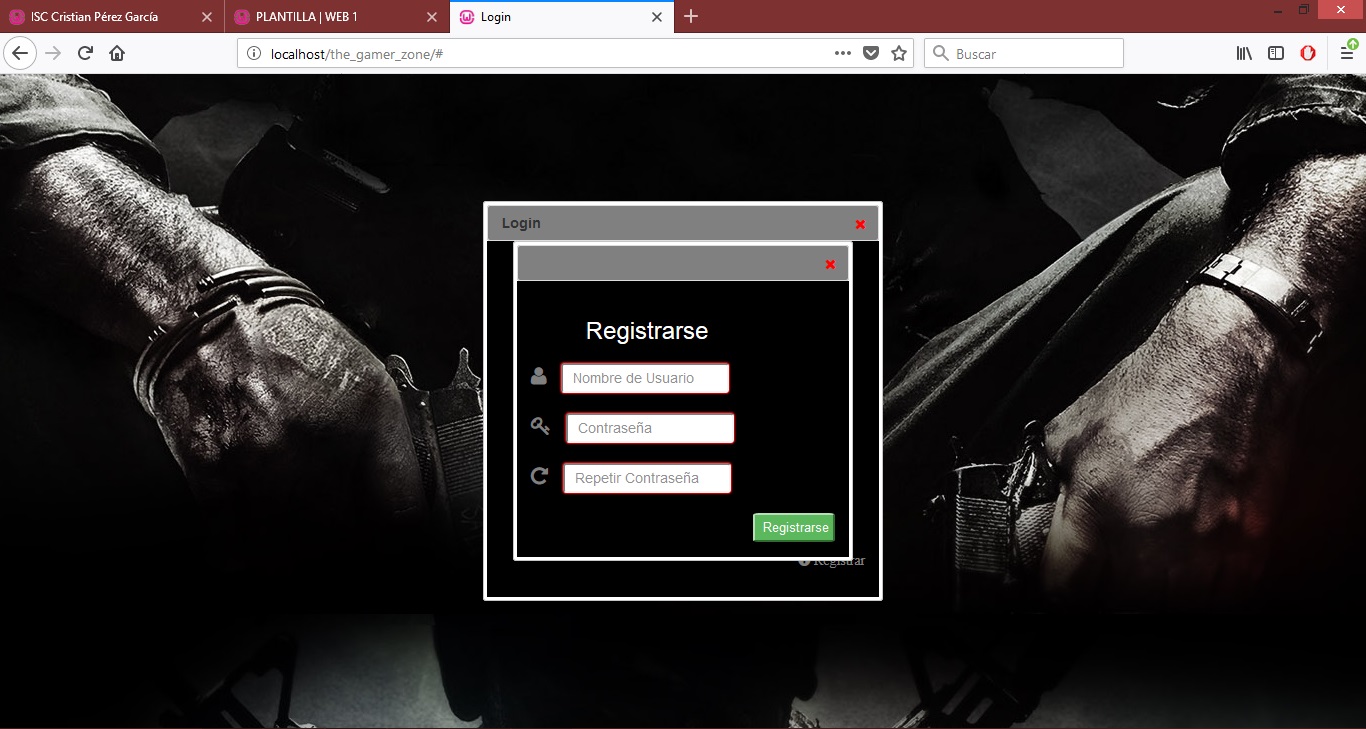 ISC Cristian Pérez García
PLANTILLA | WEB 1
Login
localhost/the_gamer_zone/#
Buscar
Login
Registrarse
Nombre de Usuario
Contraseña
Repetir Contraseña
Registrarse
Registrar